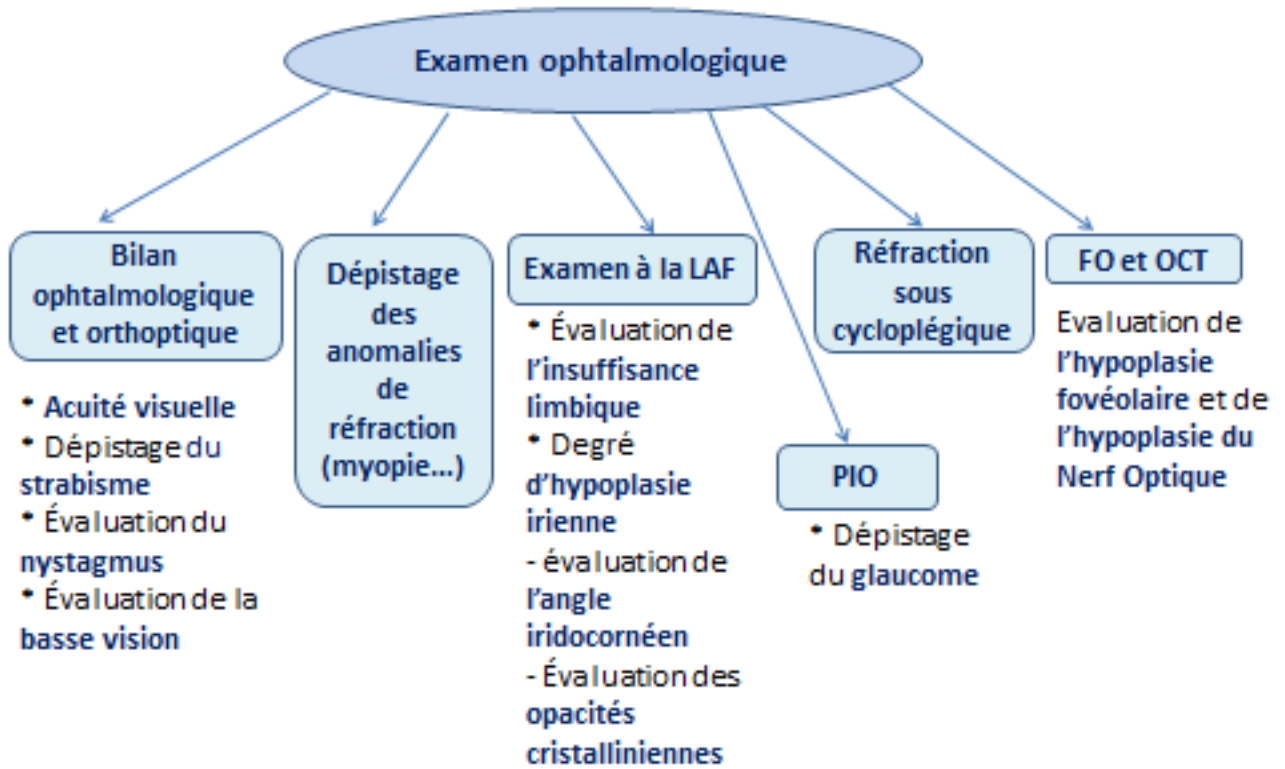 Examen ophtalmologique
Bilan
ophtalmologique
et orthoptique
* Acuité visuelle
* Dépistage du
strabisme
* Évaluation du
nystagmus
* Évaluation de la
basse vision
Dépistage
des
anomalies
de
réfraction
(myopie...)
Examen à la LAF
* Évaluation de
l'insuffisance
limbique
* Degré
d'hypoplasie
irienne
- évaluation de
l'angle
iridocornéen
- Évaluation des
opacités
cristalliniennes
PIO
* Dépistage
du glaucome
Réfraction
sous
cycloplégique
FO et OCT
Evaluation de
l'hypoplasie
fovéolaire et de
l'hypoplasie du
Nerf Optique